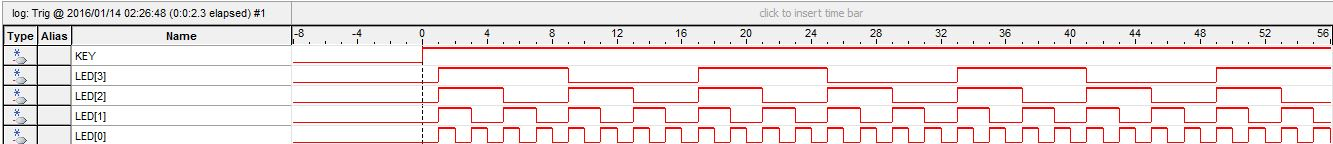 log: Trig @ 2016/01/14 02:26:48 (0:0:2.3 elapsed) #1 click to insert time bar
Type Alias Name -8 -4 0 4 8 12 16 20 24 28 32 36 40 44 48 52 56
KEY
LED[3]
LED[2]
LED[1]
LED[0]